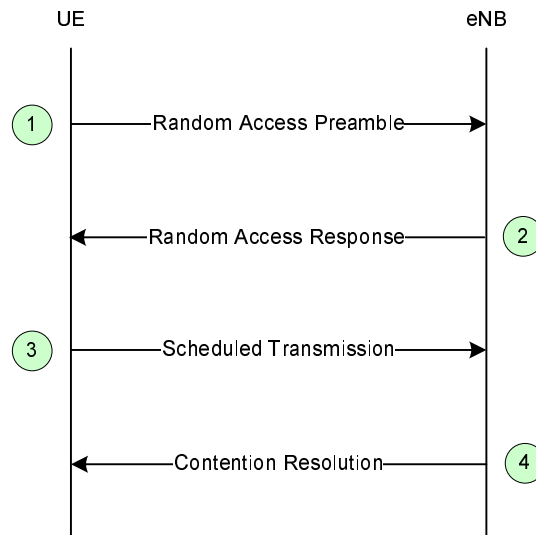 UE
eNB
1
Random Access Preamble
Random Access Response
2
3
Scheduled Transmission
Contention Resolution
4